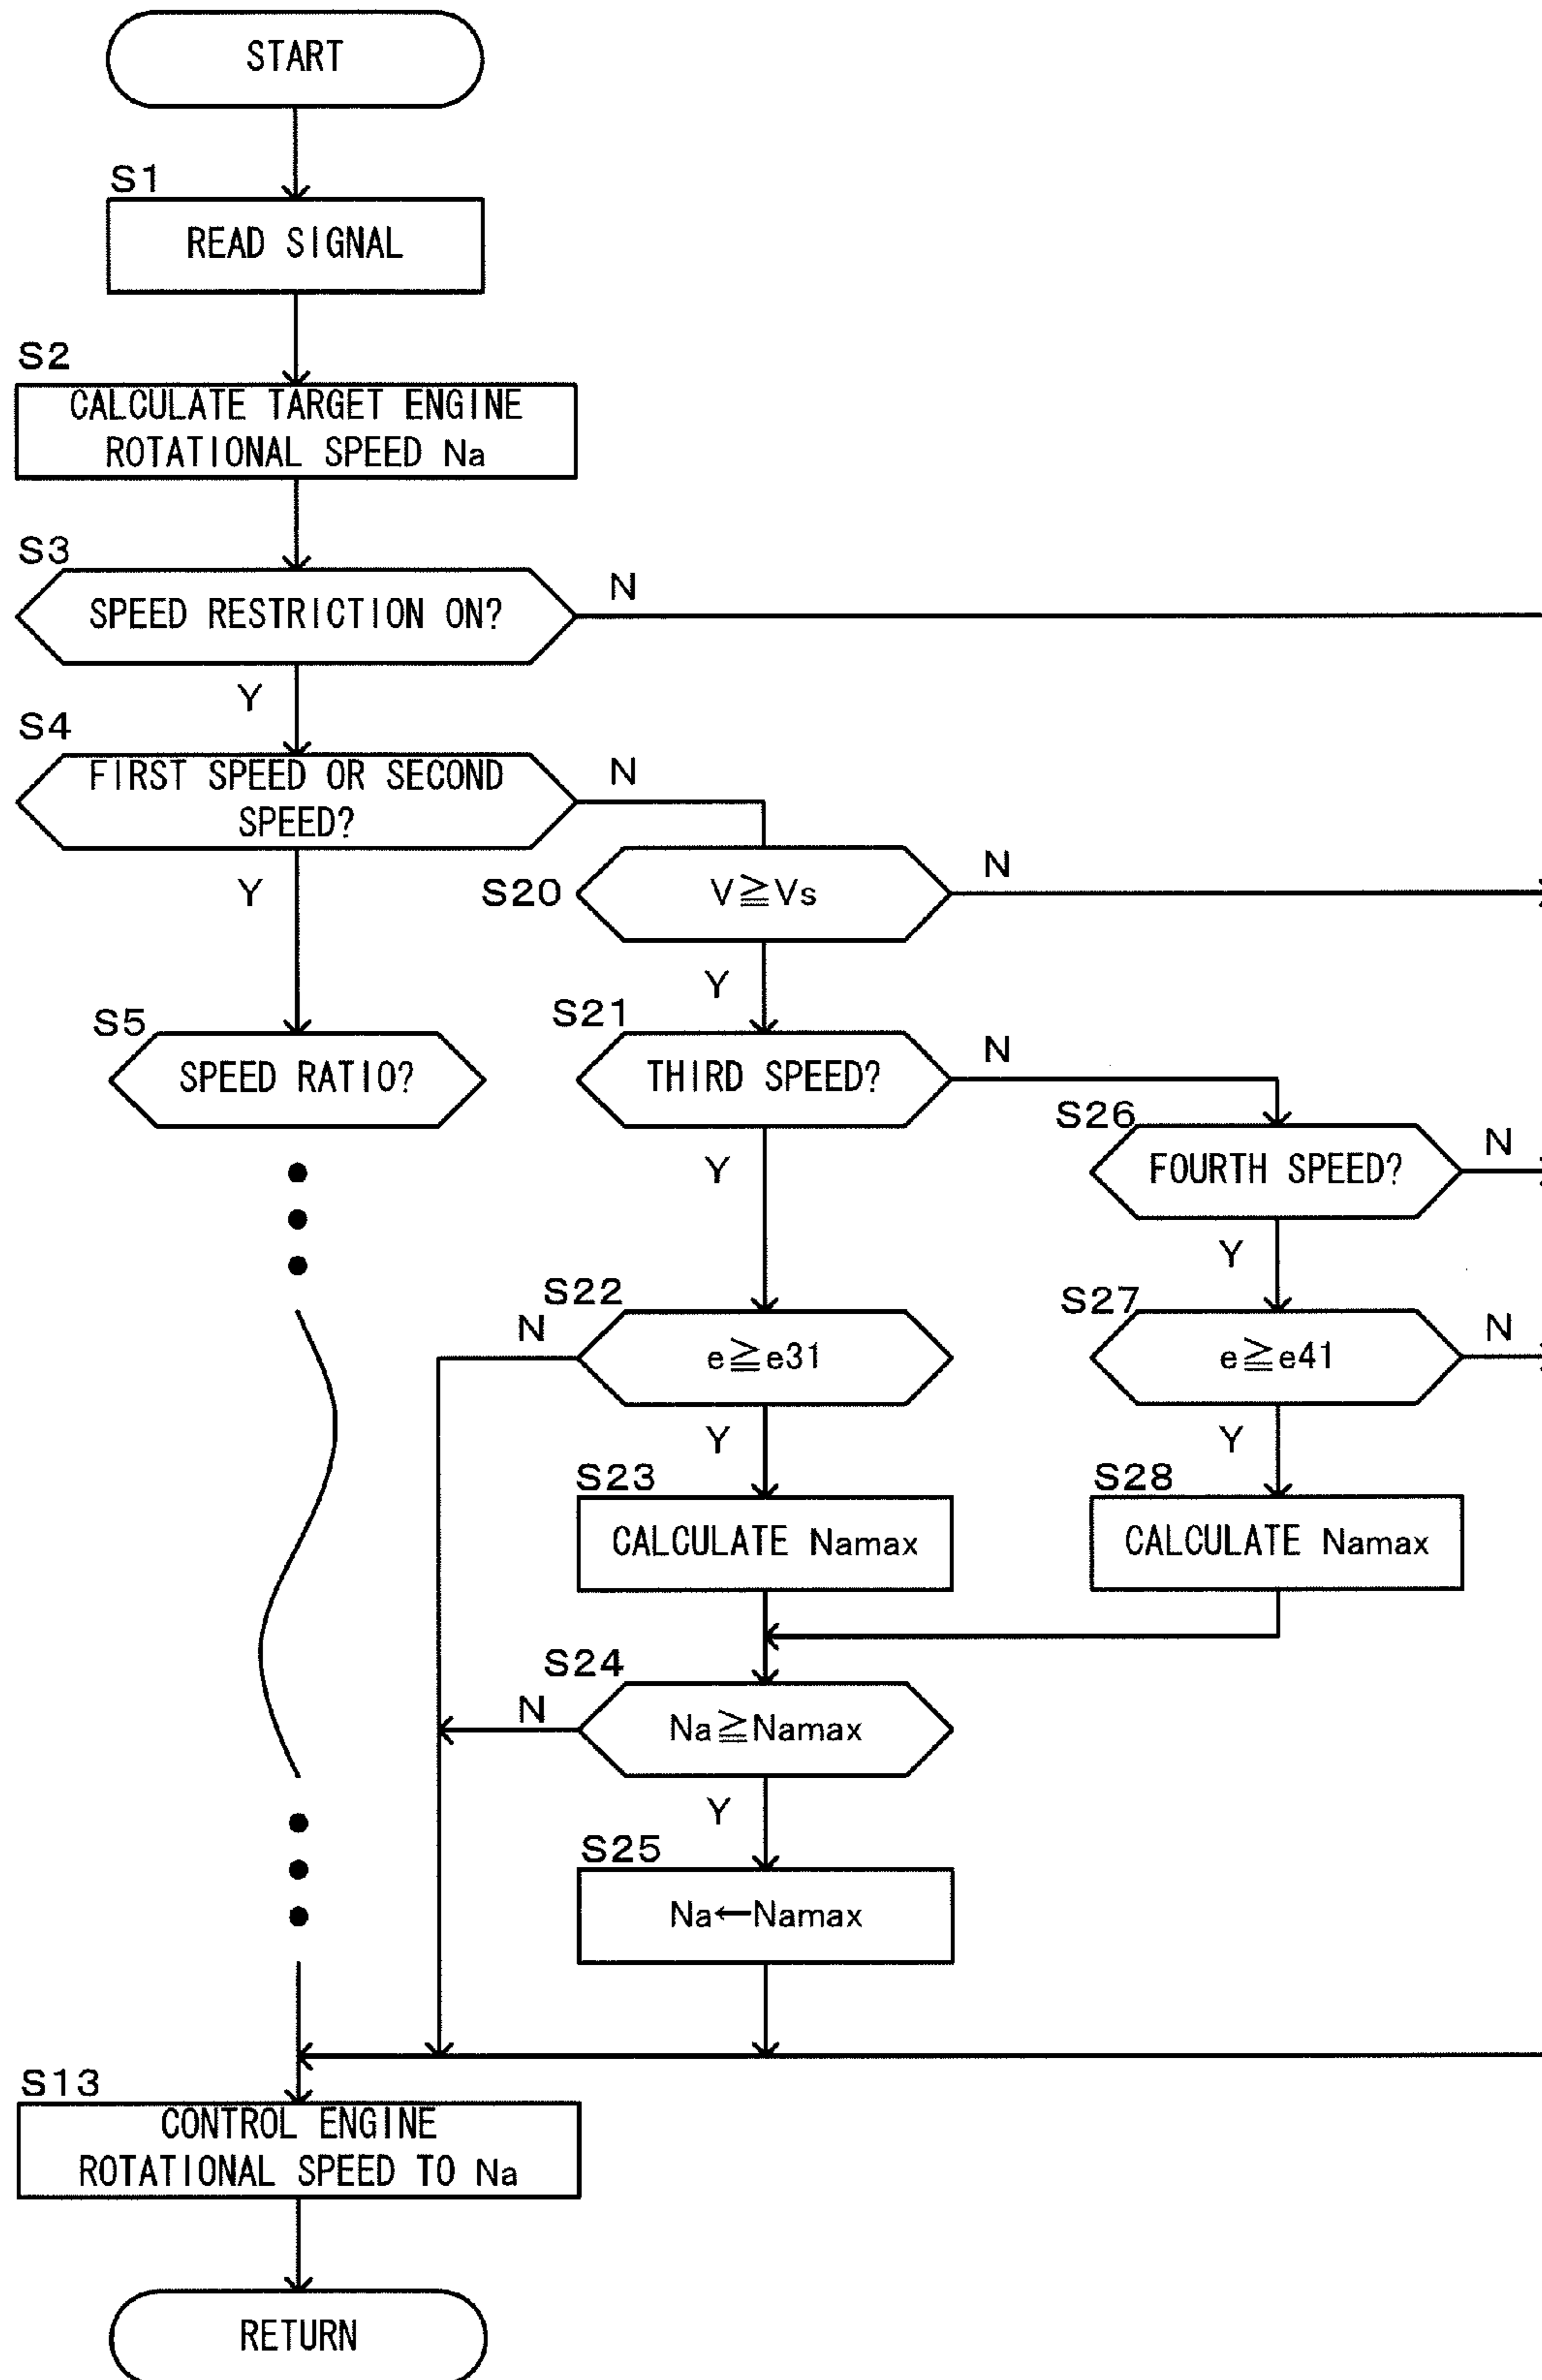 START
S1
READ SIGNAL
S2
CALCULATE TARGET ENGINE
ROTATIONAL SPEED Na
S3
SPEED RESTRICTION ON?
N
Y
S4
FIRST SPEED OR SECOND
SPEED?
N
Y
S20
V≧Vs
N
Y
S5
SPEED RATIO?
S21
THIRD SPEED?
N
Y
S26
FOURTH SPEED?
N
Y
S22
N
e≧e31
Y
S27
e≧e41
N
Y
S23
CALCULATE Namax
S28
CALCULATE Namax
S24
N
Na≧Namax
Y
S25
Na←Namax
S13
CONTROL ENGINE
ROTATIONAL SPEED TO Na
RETURN